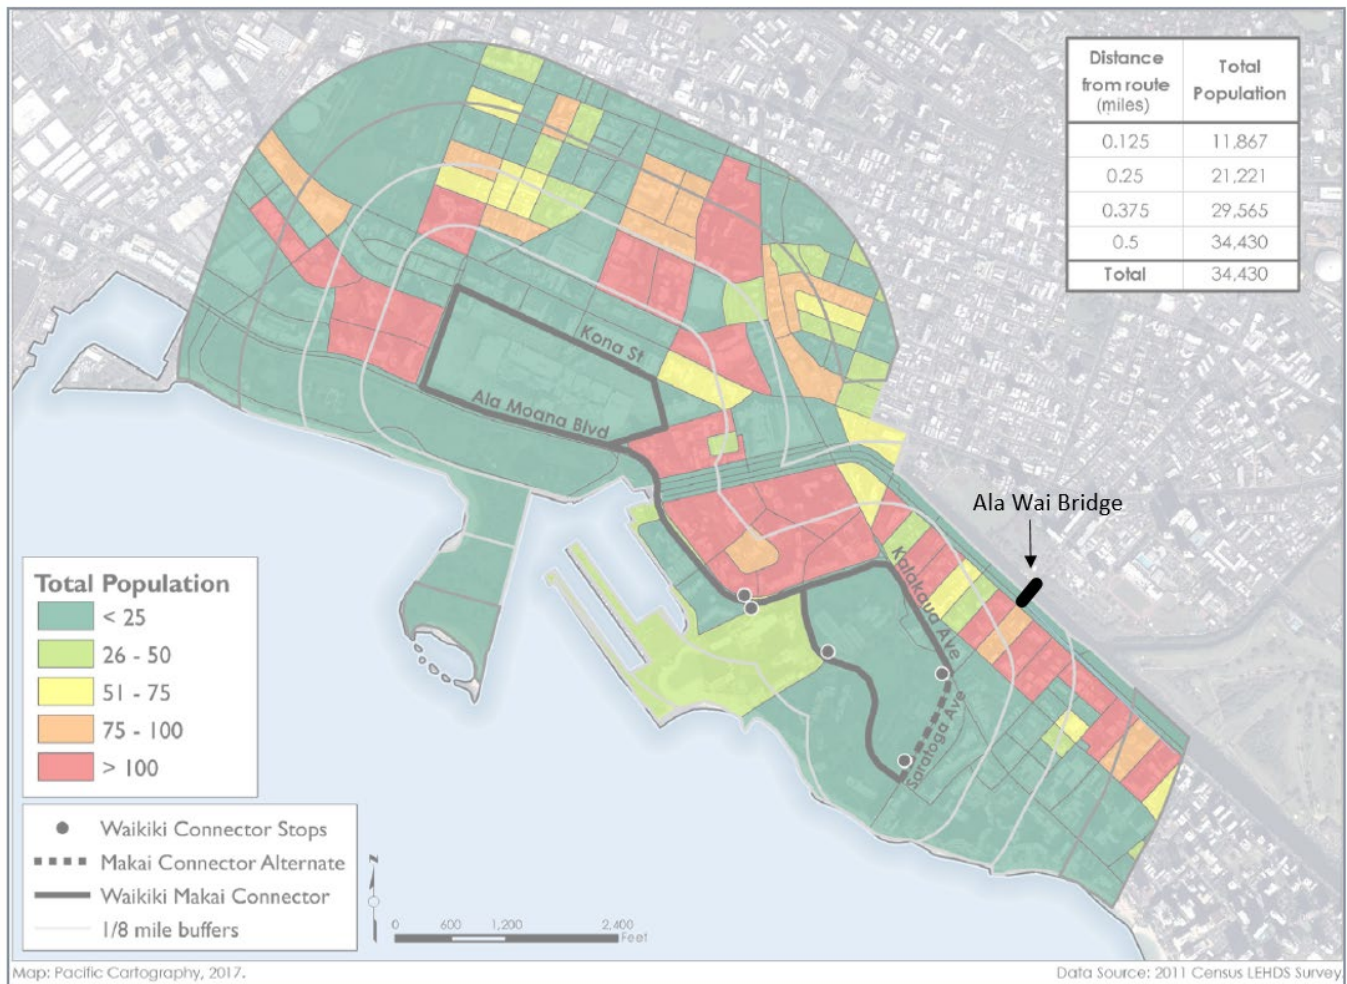 Distance
from route
(miles)
Total
Population
0.125 11,867
0.25 21,221
0.375 29,565
0.5 34,430
Total 34,430
Kona St
Ala Moana Blvd
Ala Wai Bridge
Kalakaua Ave
Saratoga Ave
Total Population
< 25
26 - 50
51 - 75
75 - 100
> 100
Waikiki Connector Stops
Makai Connector Alternate
Waikiki Makai Connector
1/8 mile buffers
N
0 600 1,200 2,400
Feet
Map: Pacific Cartography, 2017.
Data Source: 2011 Census LEHDS Survey.